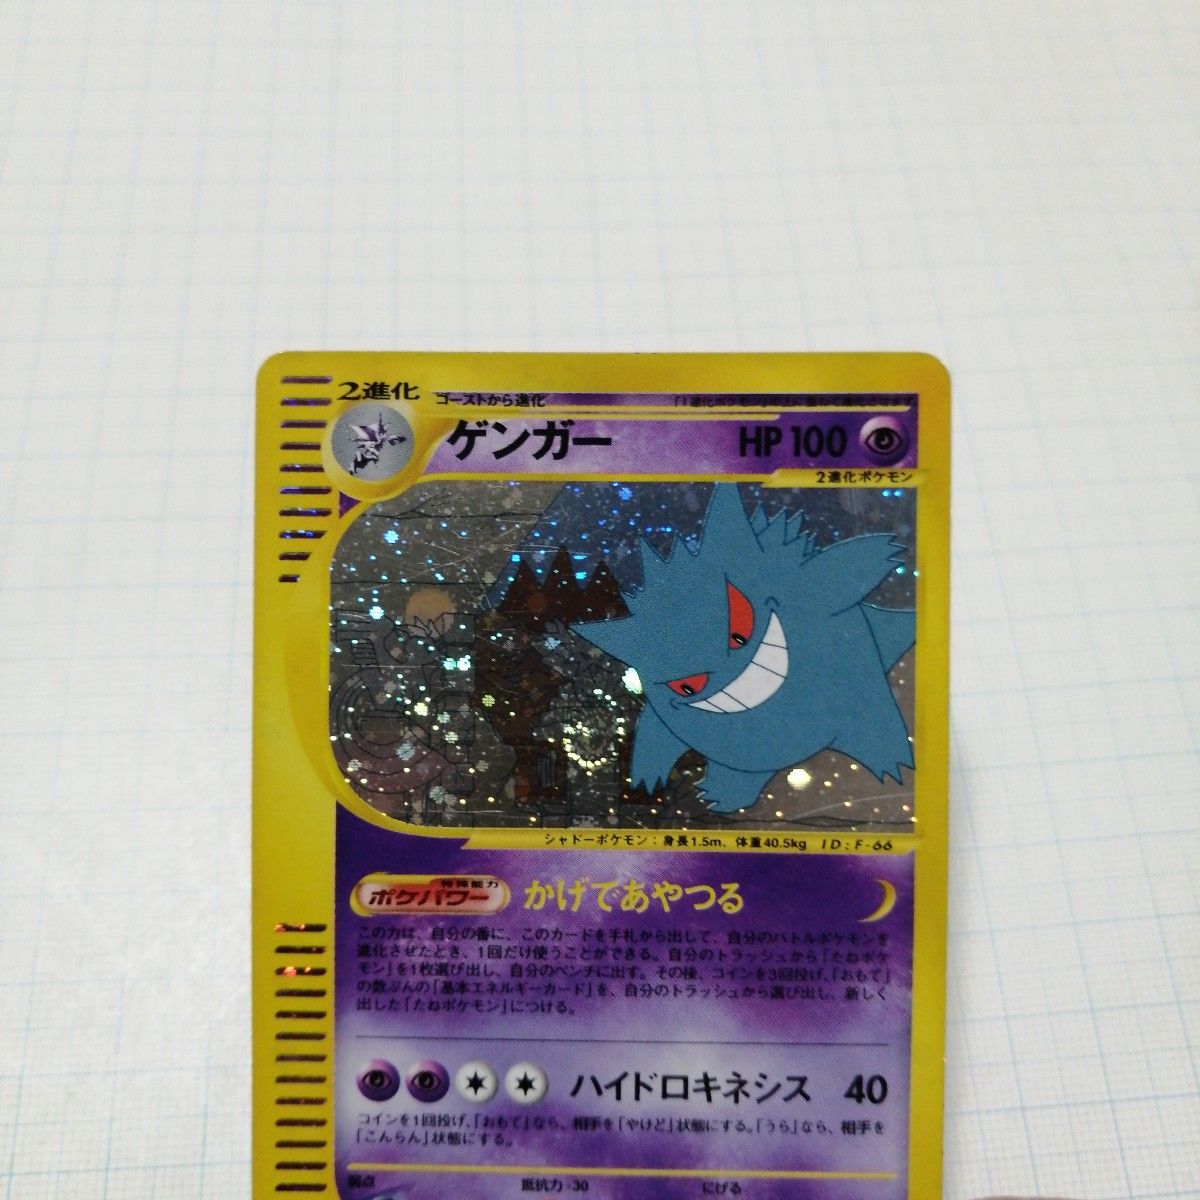 2進化
ゴーストから進化
ゲンガー HP 100
2進化ポケモン
シャドーポケモン：身長1.5m、体重40.5kg ID：F-66
特殊能力
ポケパワー かげであやつる
この力は、自分の番に、このカードを手札から出して、自分のバトルポケモンを
進化させたとき、1回だけ使うことができる。自分のトラッシュから「たねポケ
モン」を1枚選び出し、自分のベンチに出す。その後、コインを3回投げ、「おもて」
の数ぶんの「基本エネルギーカード」を、自分のトラッシュから選び出し、新しく
出した「たねポケモン」につける。
ハイドロキネシス 40
コインを1回投げ、「おもて」なら、相手を「やけど」状態にする。「うら」なら、相手を
「こんらん」状態にする。
弱点 抵抗力-30 にげる